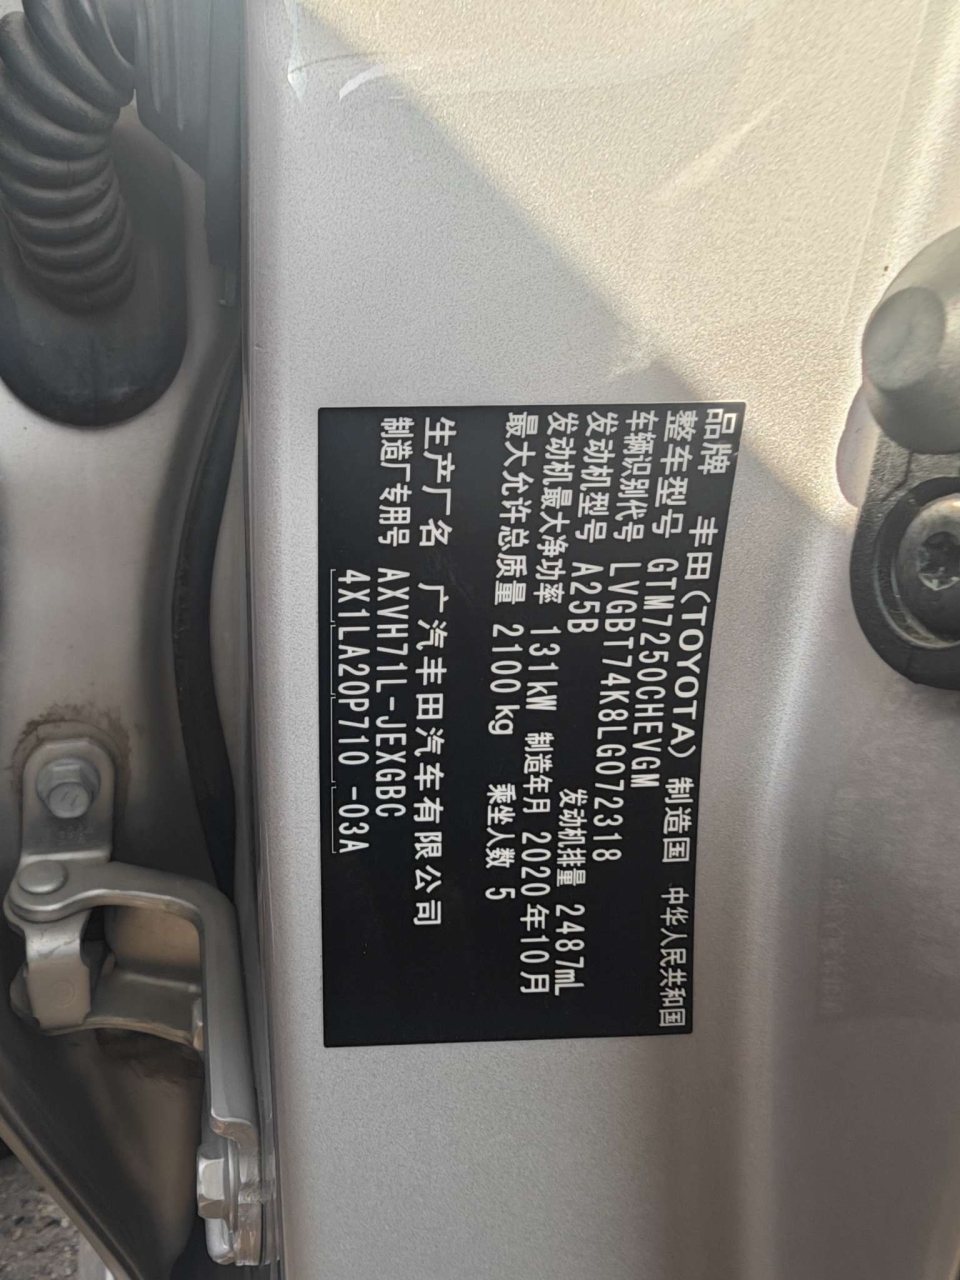 品牌 丰田(TOYOTA) 制造国 中华人民共和国
整车型号 GTM7250CHEVGM
车辆识别代号 LVGBT74K8LG072318
发动机型号 A25B 发动机排量 2487mL
发动机最大净功率 131kW 制造年月 2020年10月
最大允许总质量 2100kg 乘坐人数 5
生产厂名 广汽丰田汽车有限公司
制造厂专用号 AXVH71L-JEXGBC
4X1LA20P710 -03A